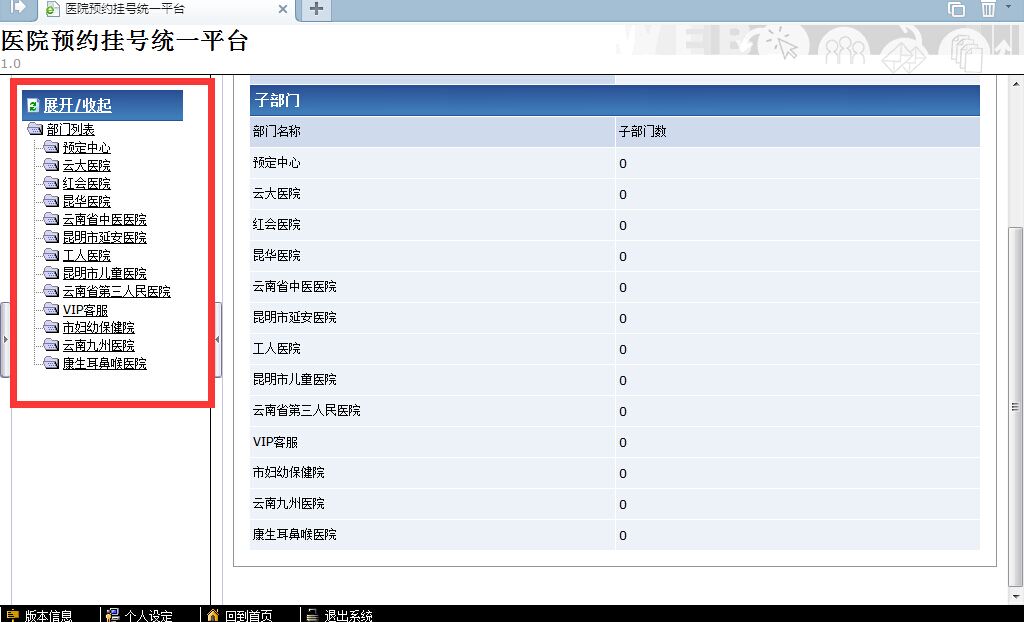 医院预约挂号统一平台
医院预约挂号统一平台
1.0
展开/收起
部门列表
预定中心
云大医院
红会医院
昆华医院
云南省中医医院
昆明市延安医院
工人医院
昆明市儿童医院
云南省第三人民医院
VIP客服
市妇幼保健院
云南九州医院
康生耳鼻喉医院
子部门
部门名称 子部门数
预定中心 0
云大医院 0
红会医院 0
昆华医院 0
云南省中医医院 0
昆明市延安医院 0
工人医院 0
昆明市儿童医院 0
云南省第三人民医院 0
VIP客服 0
市妇幼保健院 0
云南九州医院 0
康生耳鼻喉医院 0
版本信息 个人设定 回到首页 退出系统